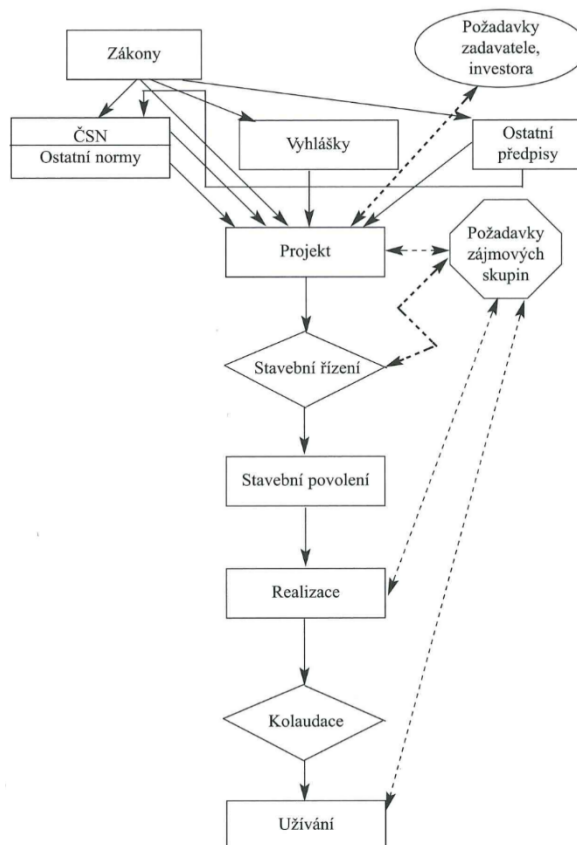 Zákony
Požadavky
zadavatele,
investora
ČSN
Ostatní normy
Vyhlášky
Ostatní
předpisy
Projekt
Požadavky
zájmových
skupin
Stavební řízení
Stavební povolení
Realizace
Kolaudace
Užívání